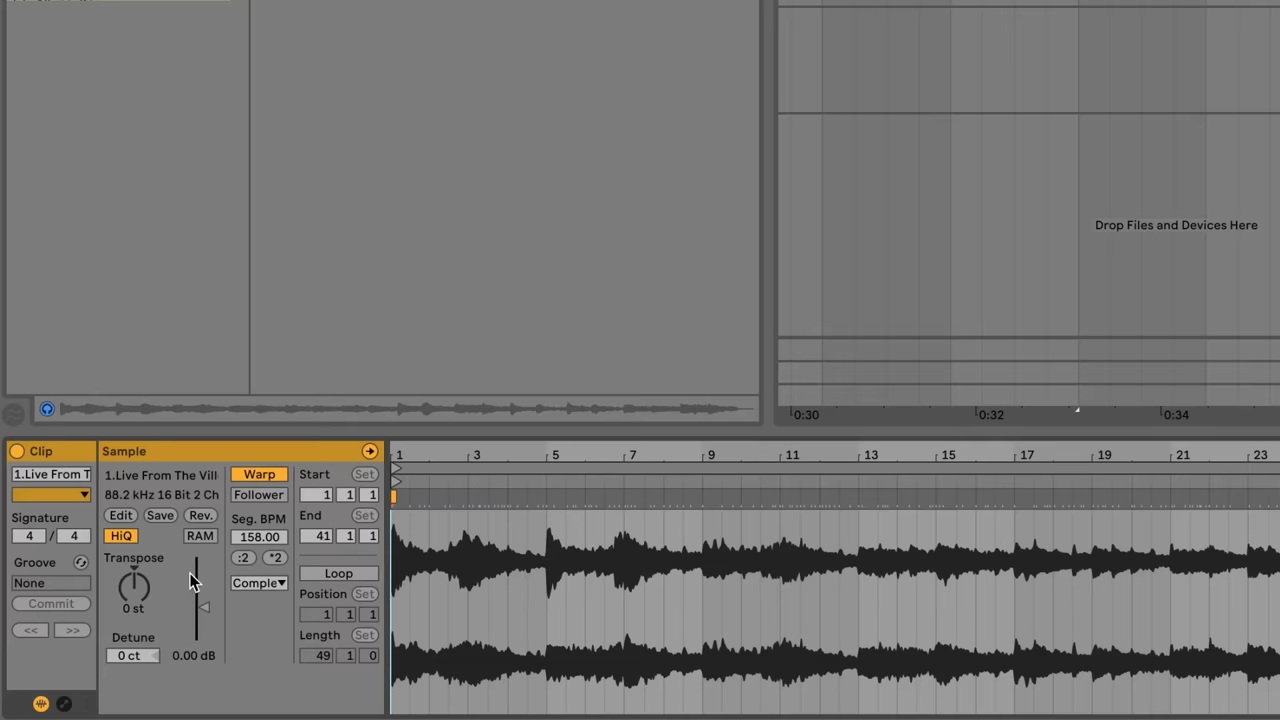 Drop Files and Devices Here
0:30 0:32 0:34
Clip
1.Live From T
Signature
4 / 4
Groove
None
Commit
<< >>
Sample
1.Live From The Vill
88.2 kHz 16 Bit 2 Ch
Edit Save Rev.
HiQ RAM
Transpose
0 st
Detune
0 ct 0.00 dB
Warp
Follower
Seg. BPM
158.00
:2 *2
Comple
Start Set
1 1 1
End Set
41 1 1
Loop
Position Set
1 1 1
Length Set
49 1 0
1 3 5 7 9 11 13 15 17 19 21 23